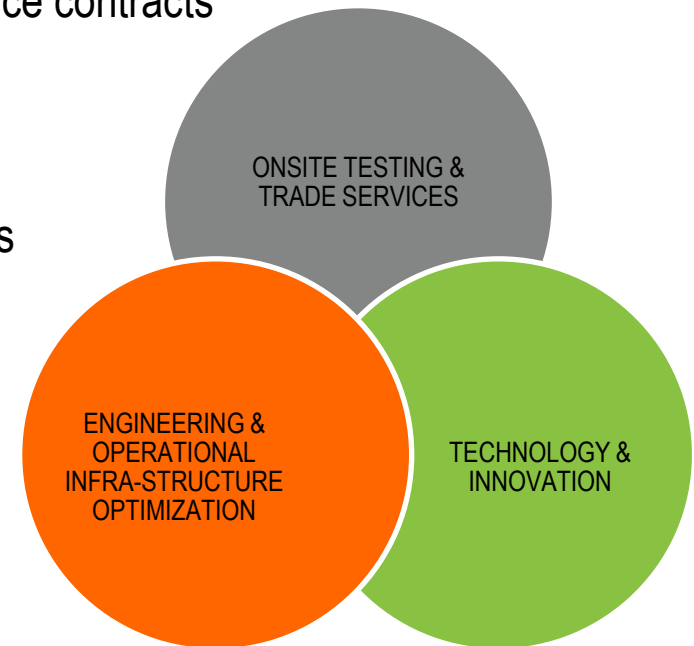 ce contracts
ONSITE TESTING &
TRADE SERVICES
s
ENGINEERING &
OPERATIONAL
INFRA-STRUCTURE
OPTIMIZATION
TECHNOLOGY &
INNOVATION